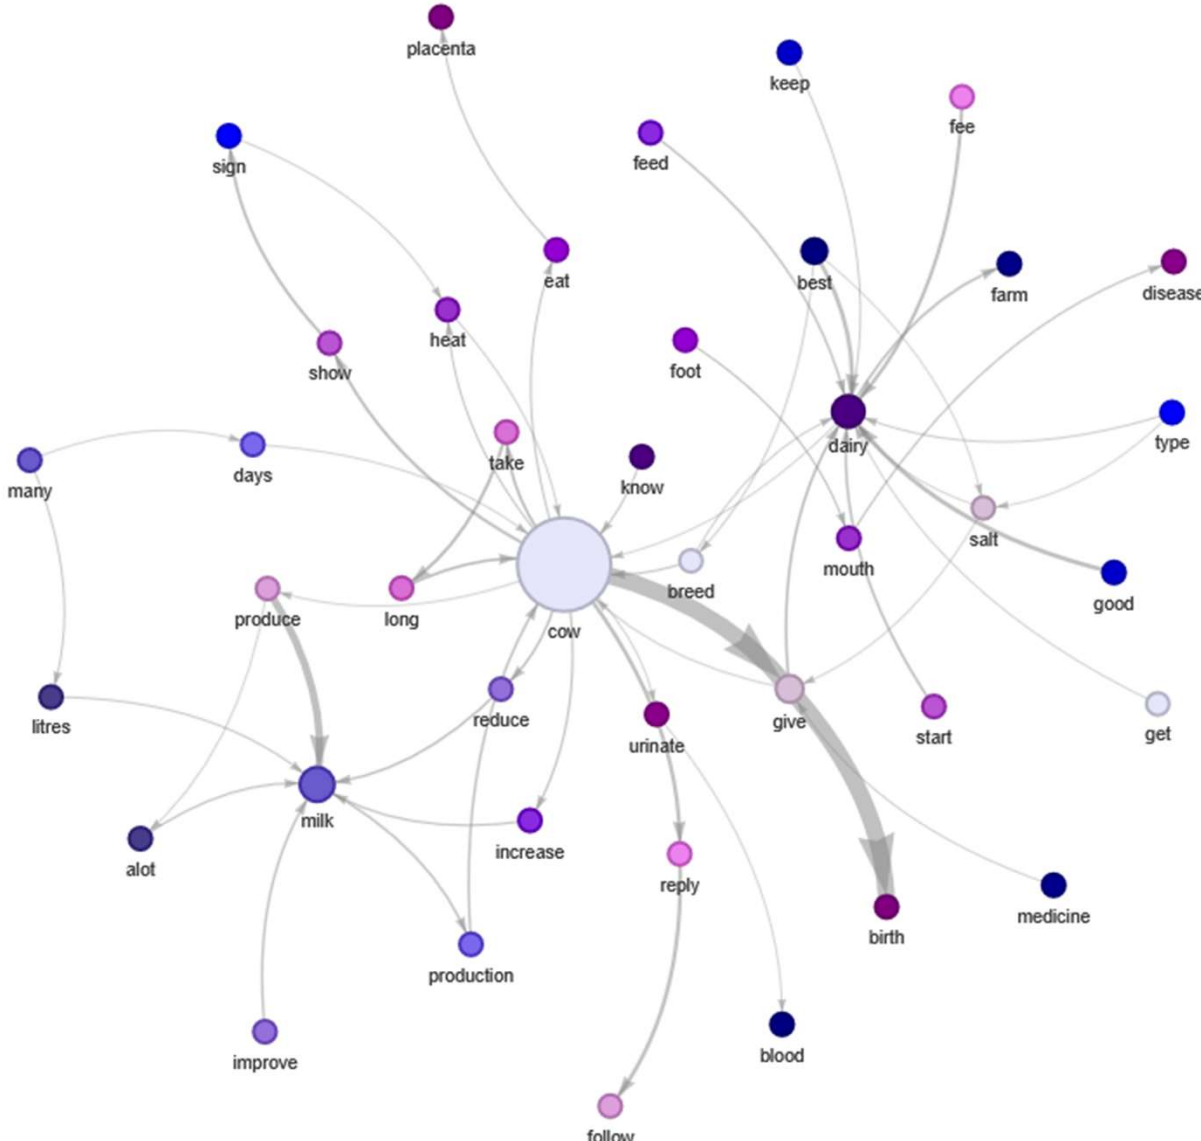 placenta
keep
fee
feed
sign
eat
best
farm
disease
heat
show
foot
dairy
type
take
know
days
many
salt
mouth
breed
good
produce
long
cow
reduce
give
start
get
litres
urinate
milk
increase
alot
reply
medicine
birth
production
improve
blood
follow